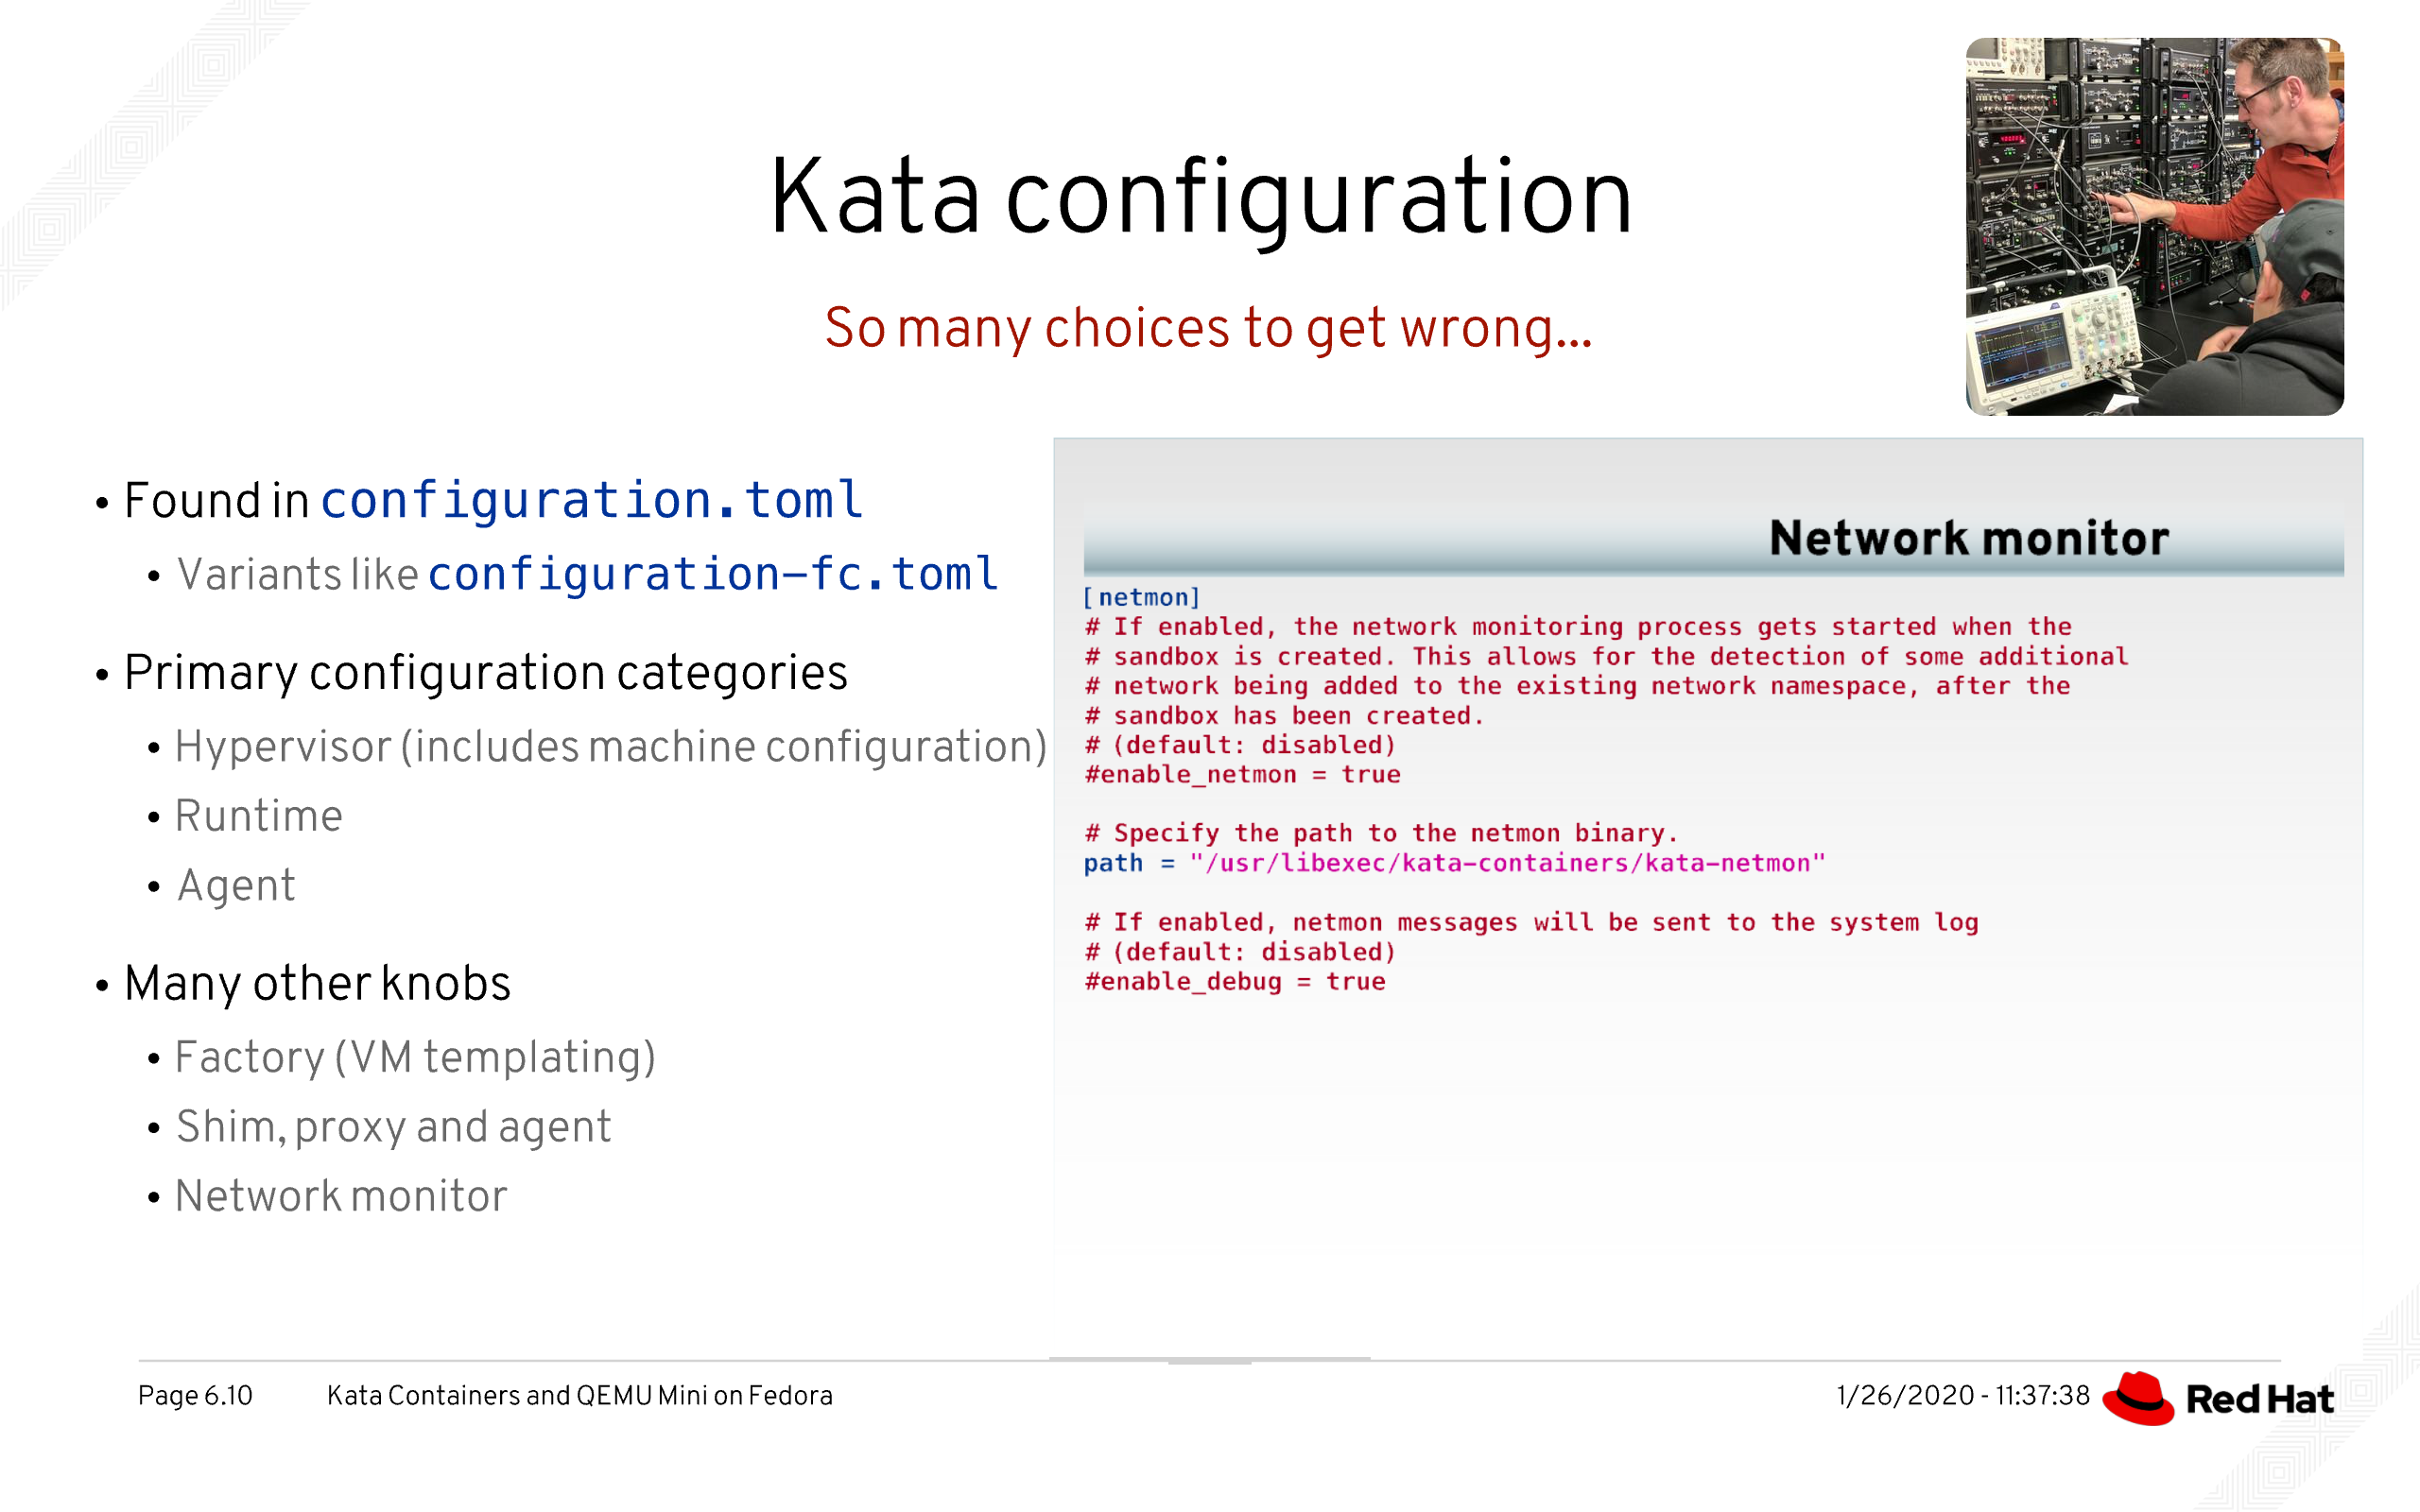 Kata configuration
So many choices to get wrong...
• Found in configuration.toml
• Variants like configuration-fc.toml
• Primary configuration categories
• Hypervisor (includes machine configuration)
• Runtime
• Agent
• Many other knobs
• Factory (VM templating)
• Shim, proxy and agent
• Network monitor
Network monitor
[netmon]
# If enabled, the network monitoring process gets started when the
# sandbox is created. This allows for the detection of some additional
# network being added to the existing network namespace, after the
# sandbox has been created.
# (default: disabled)
#enable_netmon = true
# Specify the path to the netmon binary.
path = "/usr/libexec/kata-containers/kata-netmon"
# If enabled, netmon messages will be sent to the system log
# (default: disabled)
#enable_debug = true
Page 6.10
Kata Containers and QEMU Mini on Fedora
1/26/2020 - 11:37:38
Red Hat